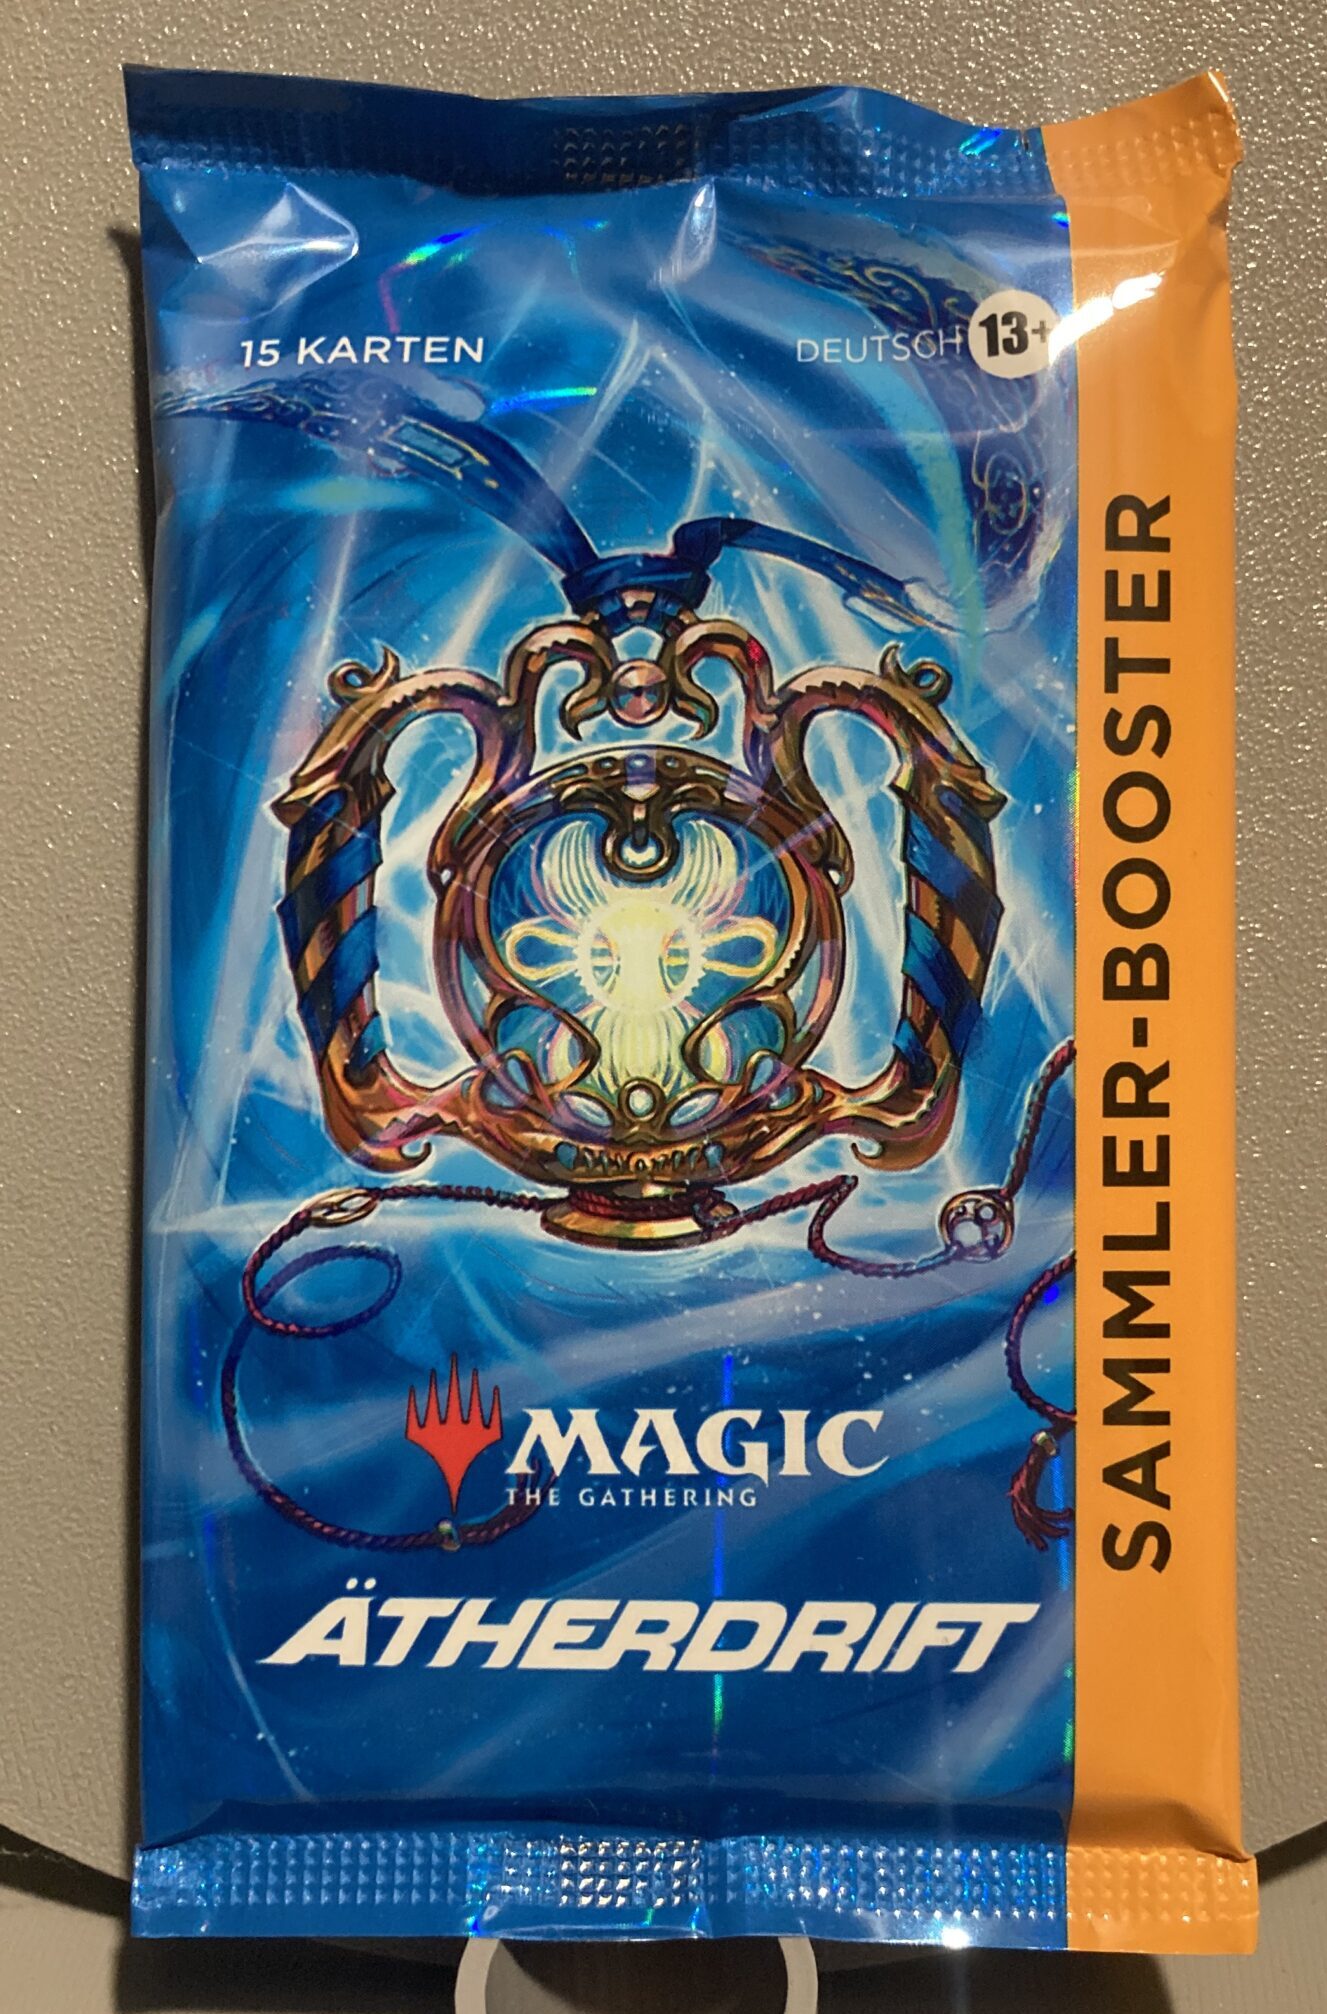 15 KARTEN
DEUTSCH 13+
MAGIC
THE GATHERING
ÄTHERDRIFT
SAMMLER-BOOSTER